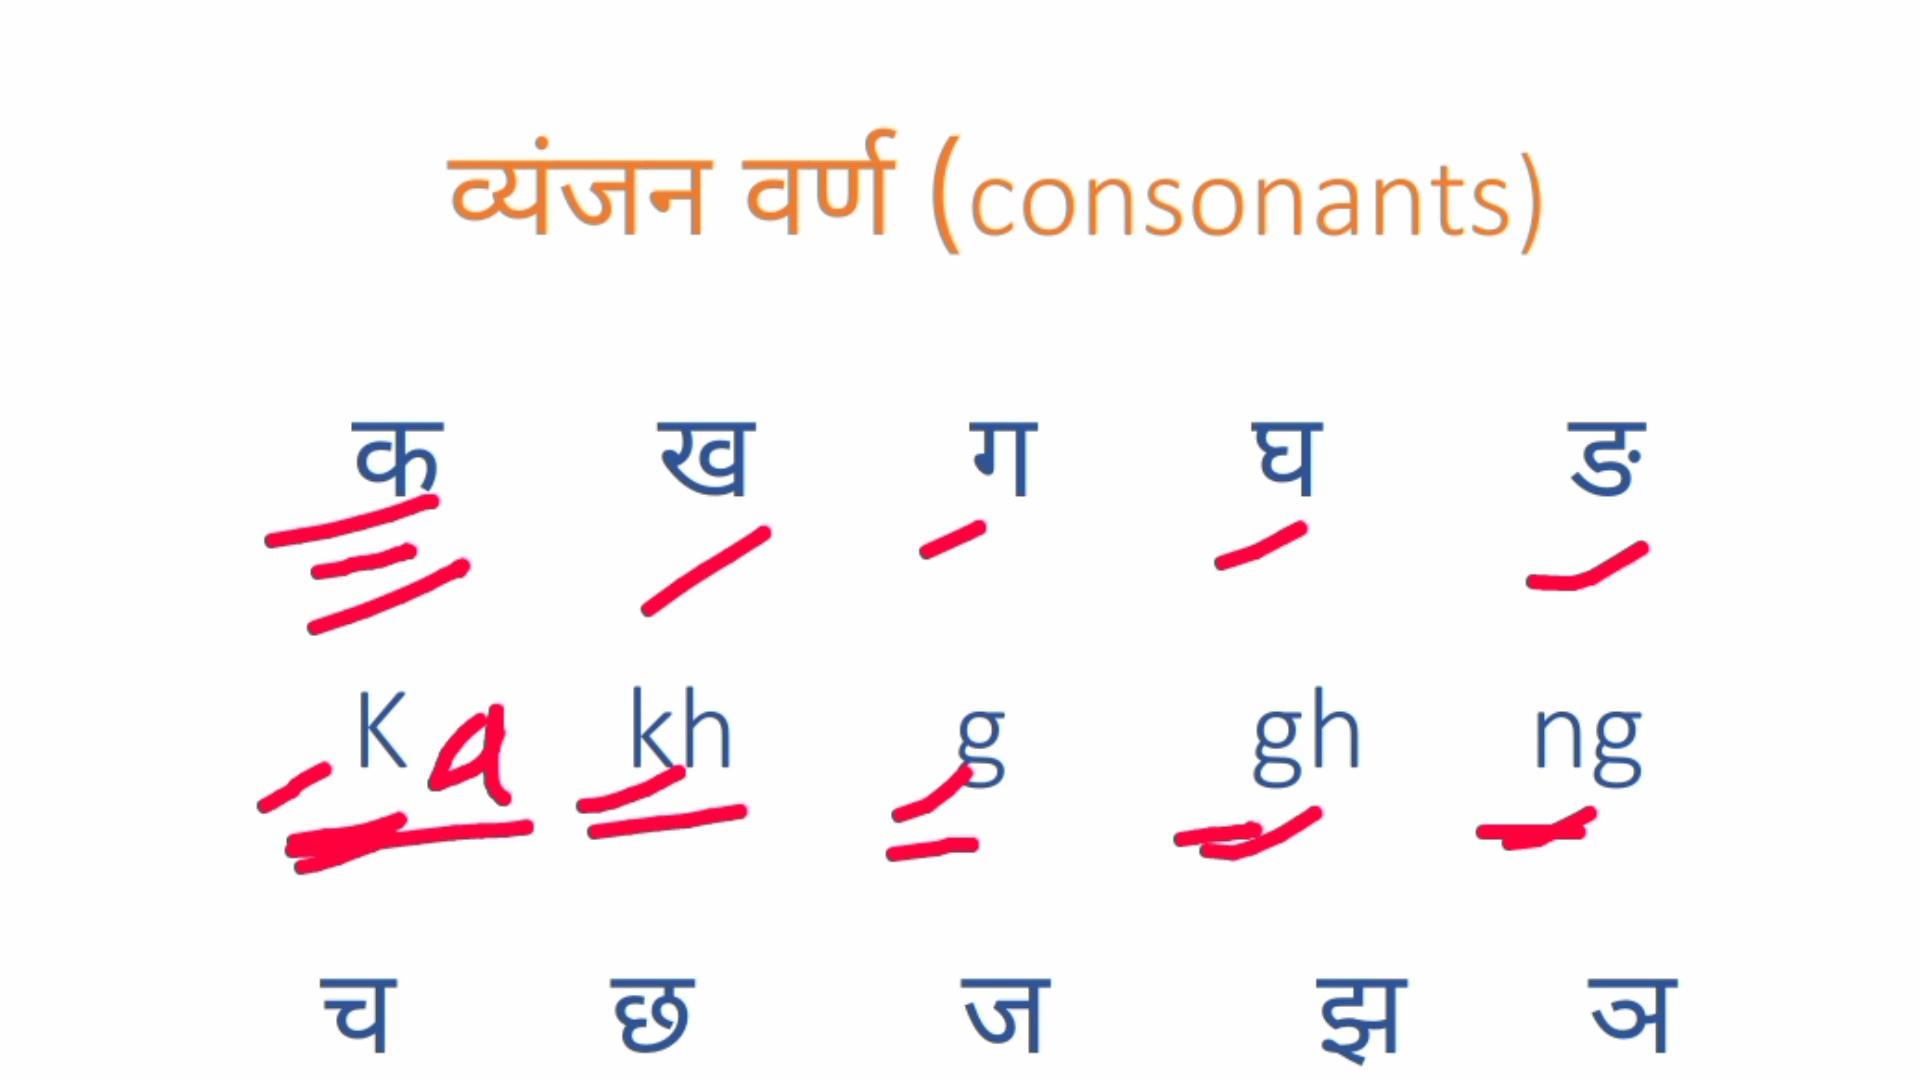 व्यंजन वर्ण (consonants)
क ख ग घ ङ
K a kh g gh ng
च छ ज झ ञ